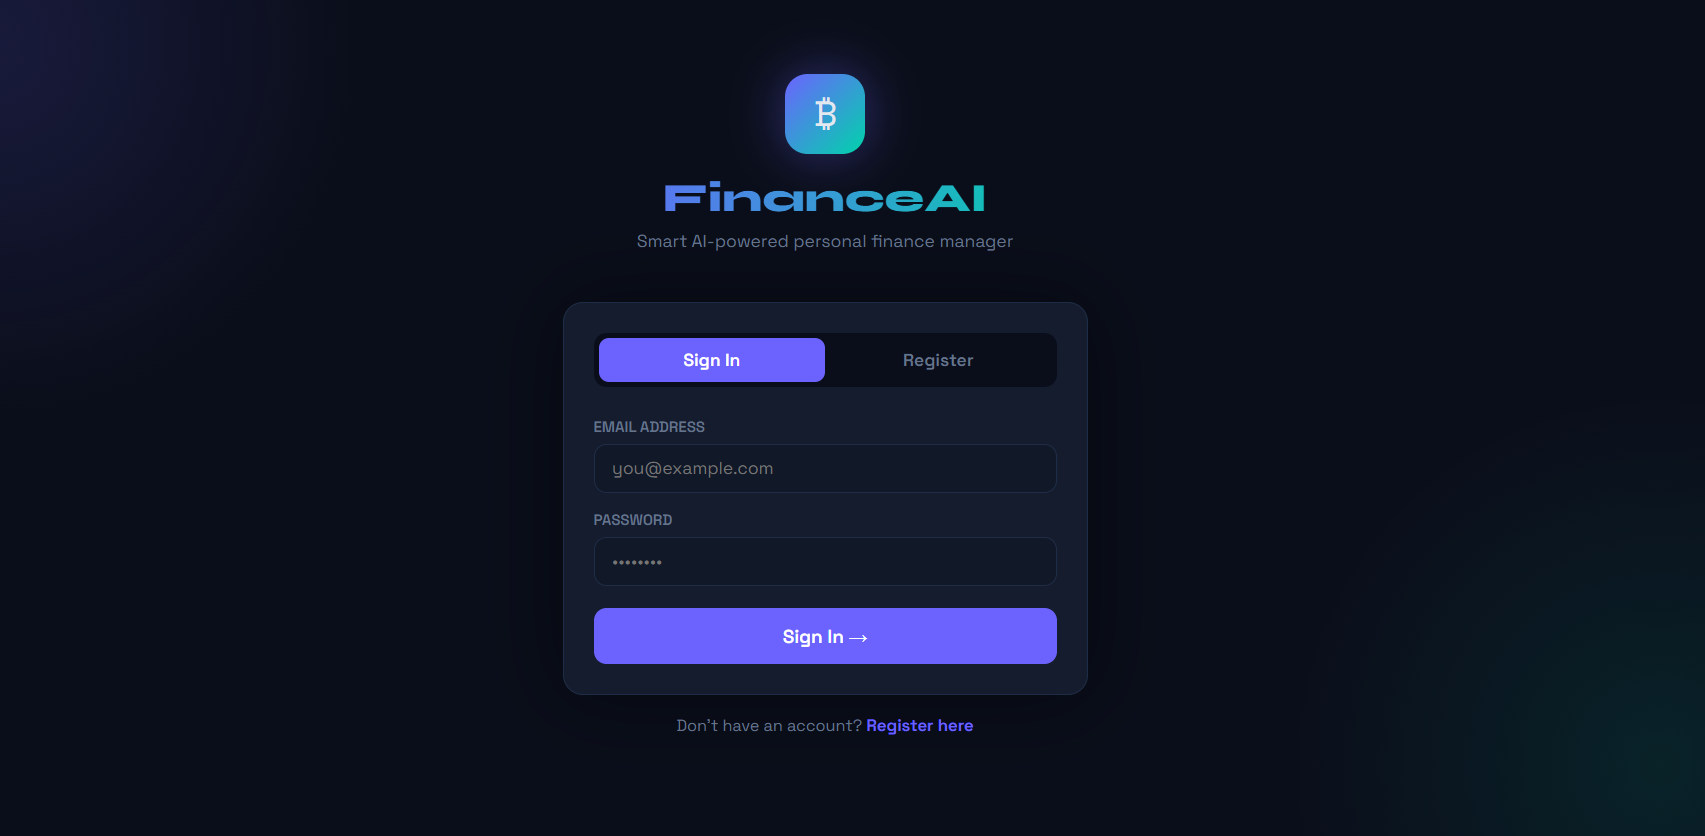 ₿
FinanceAI
Smart AI-powered personal finance manager
Sign In
Register
EMAIL ADDRESS
you@example.com
PASSWORD
••••••••
Sign In →
Don't have an account? Register here